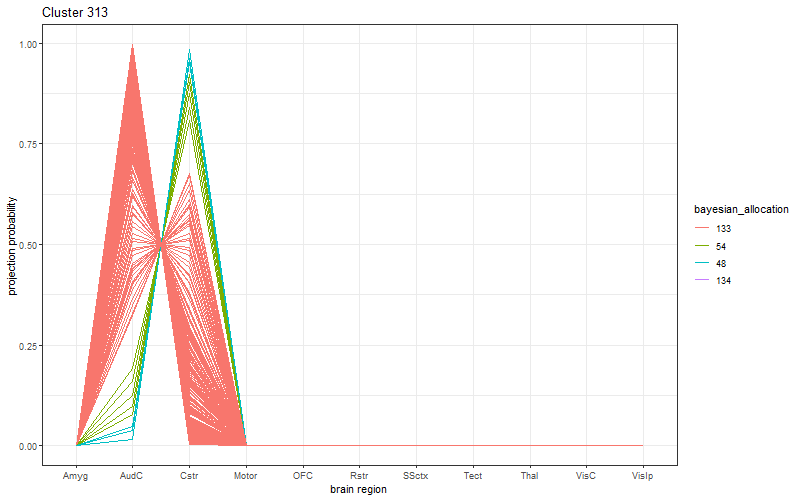 Cluster 313
1.00
0.75
0.50
0.25
0.00
projection probability
Amyg AudC Cstr Motor OFC Rstr SSctx Tect Thal VisC VisIp
brain region
bayesian_allocation
133
54
48
134